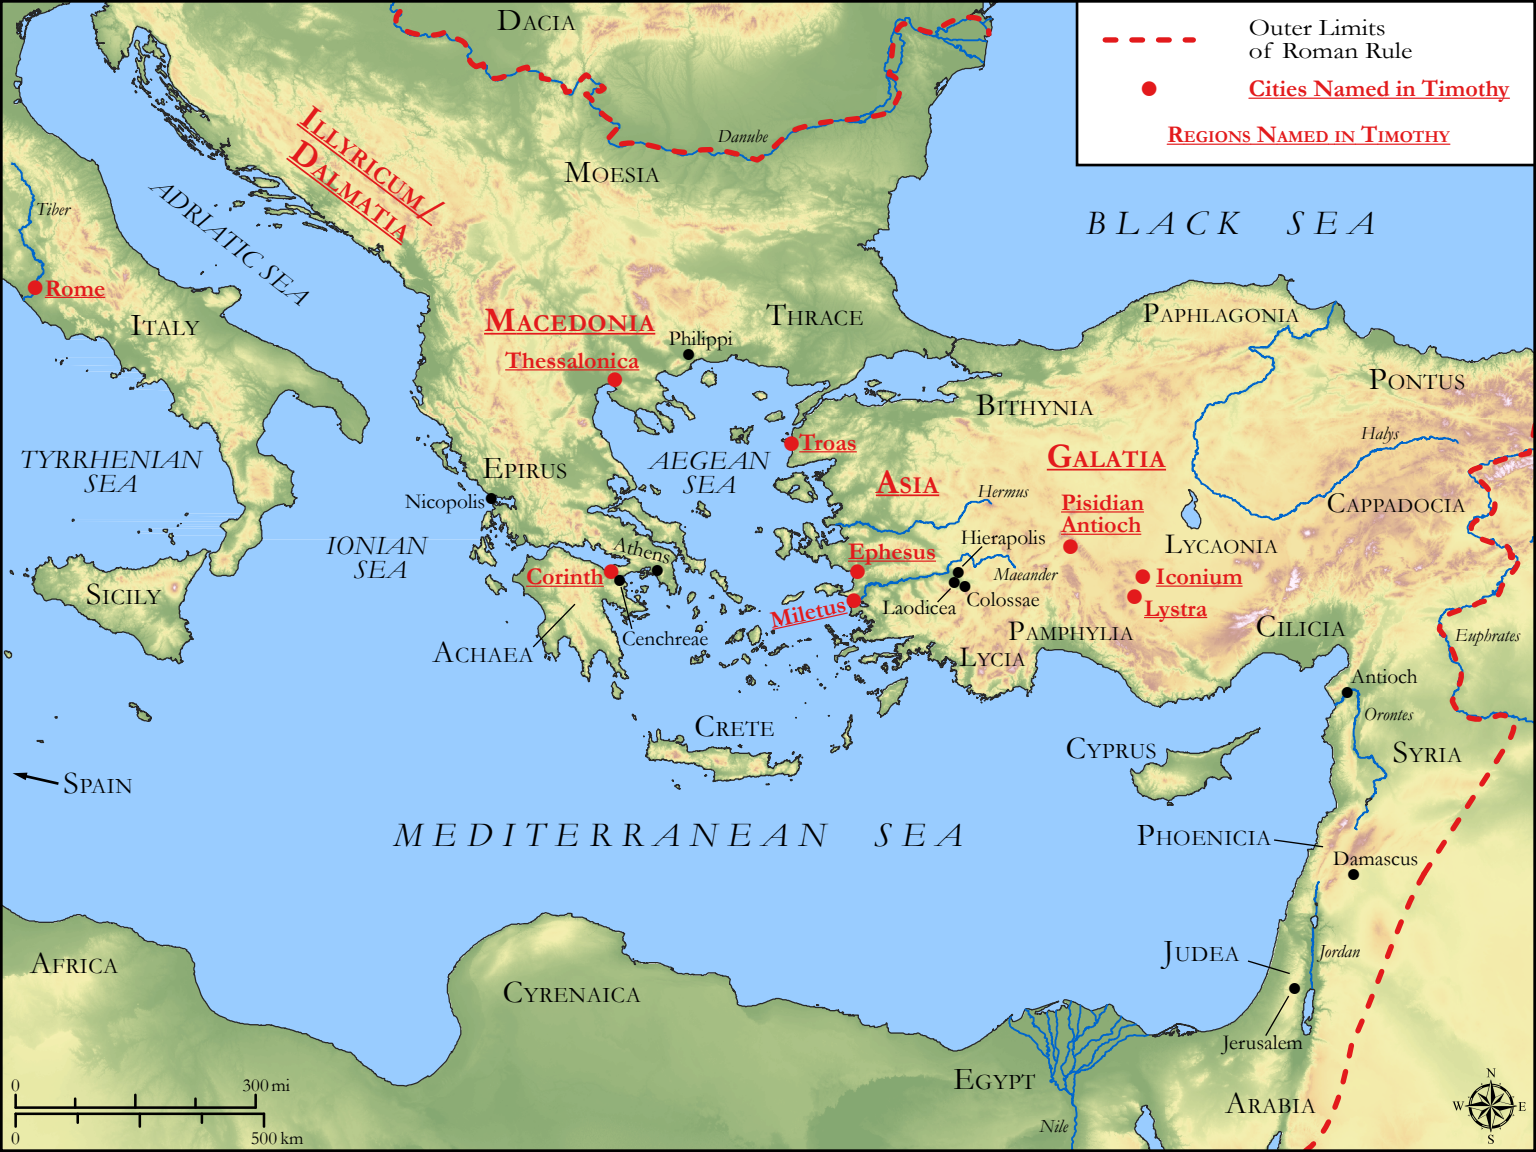 DACIA
Outer Limits
of Roman Rule
Cities Named in Timothy
REGIONS NAMED IN TIMOTHY
Danube
ILLYRICUM/
DALMATIA
MOESIA
Tiber
ADRIATIC SEA
BLACK SEA
Rome
ITALY
MACEDONIA
THRACE
PAPHLAGONIA
Philippi
Thessalonica
PONTUS
BITHYNIA
Halys
Troas
GALATIA
TYRRHENIAN
SEA
EPIRUS
AEGEAN
SEA
ASIA
Hermus
Nicopolis
Pisidian
Antioch
CAPPADOCIA
IONIAN
SEA
Athens
Hierapolis
LYCAONIA
Ephesus
Corinth
Maeander
Iconium
SICILY
Laodicea
Colossae
Miletus
Lystra
Cenchreae
ACHAEA
PAMPHYLIA
CILICIA
Euphrates
LYCIA
Antioch
Orontes
CRETE
CYPRUS
SYRIA
SPAIN
MEDITERRANEAN SEA
PHOENICIA
Damascus
AFRICA
CYRENAICA
JUDEA
Jordan
Jerusalem
EGYPT
ARABIA
Nile
0
300 mi
0
500 km
N
W
E
S